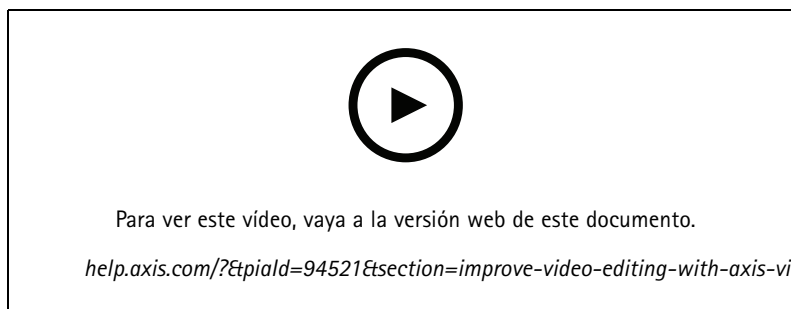 Para ver este vídeo, vaya a la versión web de este documento.
help.axis.com/?&tpiald=94521&tsection=improve-video-editing-with-axis-vi